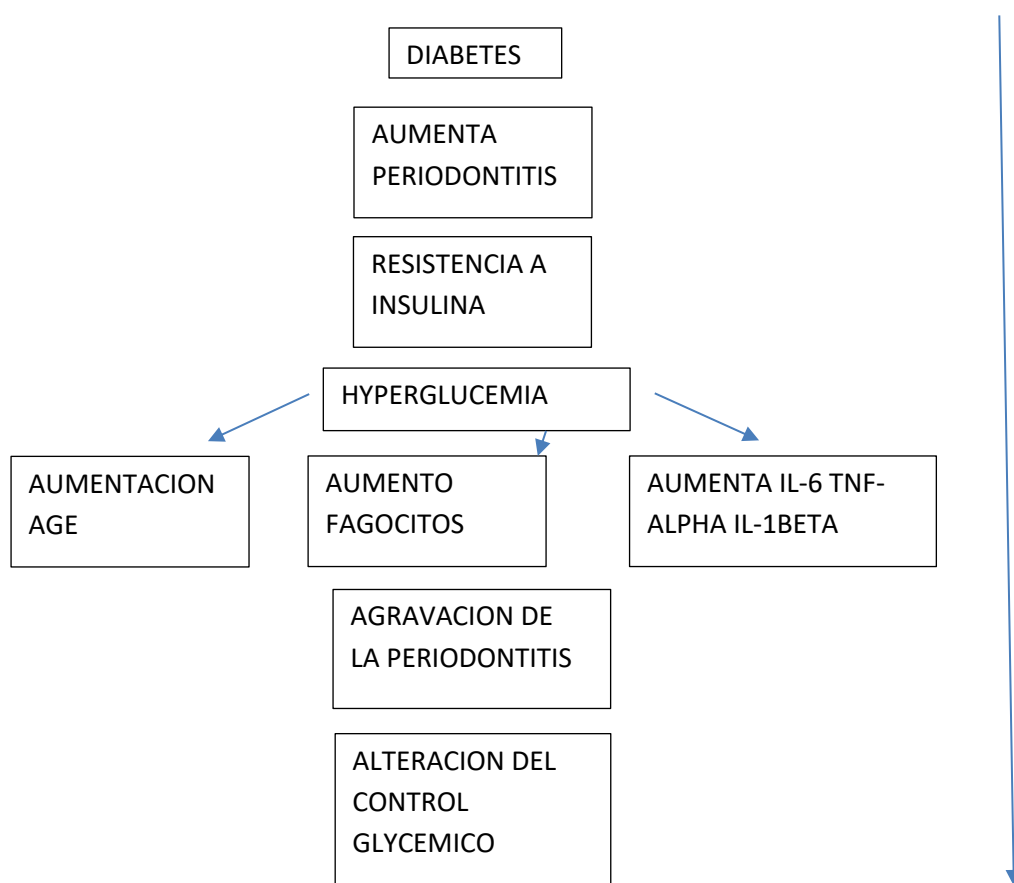 DIABETES
AUMENTA
PERIODONTITIS
RESISTENCIA A
INSULINA
HYPERGLUCEMIA
AUMENTACION
AGE
AUMENTO
FAGOCITOS
AUMENTA IL-6 TNF-
ALPHA IL-1BETA
AGRAVACION DE
LA PERIODONTITIS
ALTERACION DEL
CONTROL
GLYCEMICO